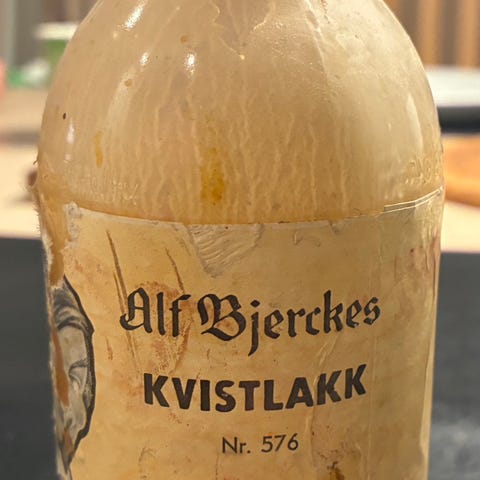 Alf Bjerckes
KVISTLAKK
Nr. 576